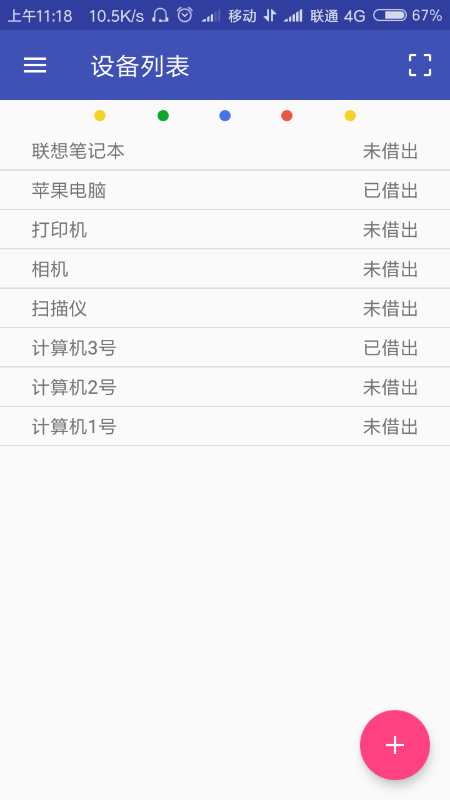 上午11:18 10.5K/s 移动 联通 4G 67%
设备列表
联想笔记本 未借出
苹果电脑 已借出
打印机 未借出
相机 未借出
扫描仪 未借出
计算机3号 已借出
计算机2号 未借出
计算机1号 未借出